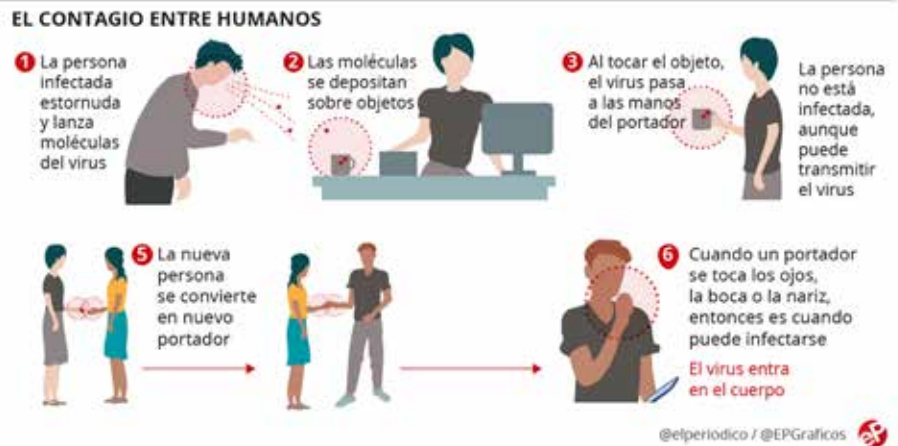 EL CONTAGIO ENTRE HUMANOS
1 La persona
infectada
estornuda
y lanza
moléculas
del virus
2 Las moléculas
se depositan
sobre objetos
3 Al tocar el objeto,
el virus pasa
a las manos
del portador
La persona
no está
infectada,
aunque
puede
transmitir
el virus
5 La nueva
persona
se convierte
en nuevo
portador
6 Cuando un portador
se toca los ojos,
la boca o la nariz,
entonces es cuando
puede infectarse
El virus entra
en el cuerpo
@elperiodico / @EPGraficos
eP